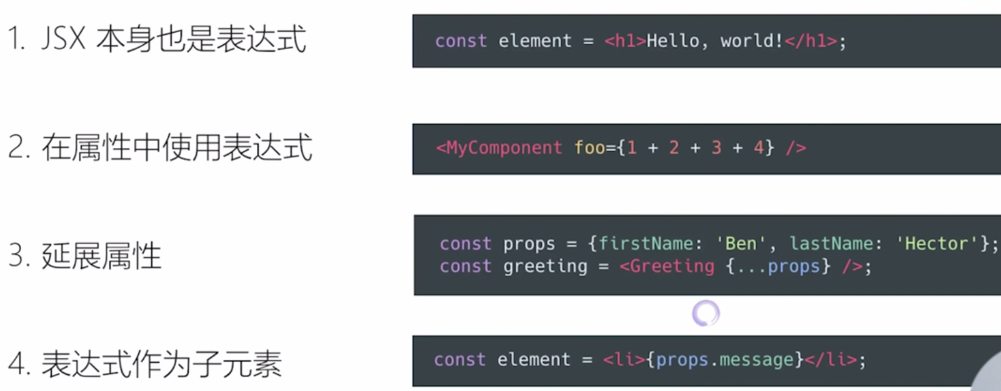 1. JSX 本身也是表达式
const element = <h1>Hello, world!</h1>;
2. 在属性中使用表达式
<MyComponent foo={1 + 2 + 3 + 4} />
3. 延展属性
const props = {firstName: 'Ben', lastName: 'Hector'};
const greeting = <Greeting {...props} />;
4. 表达式作为子元素
const element = <li>{props.message}</li>;